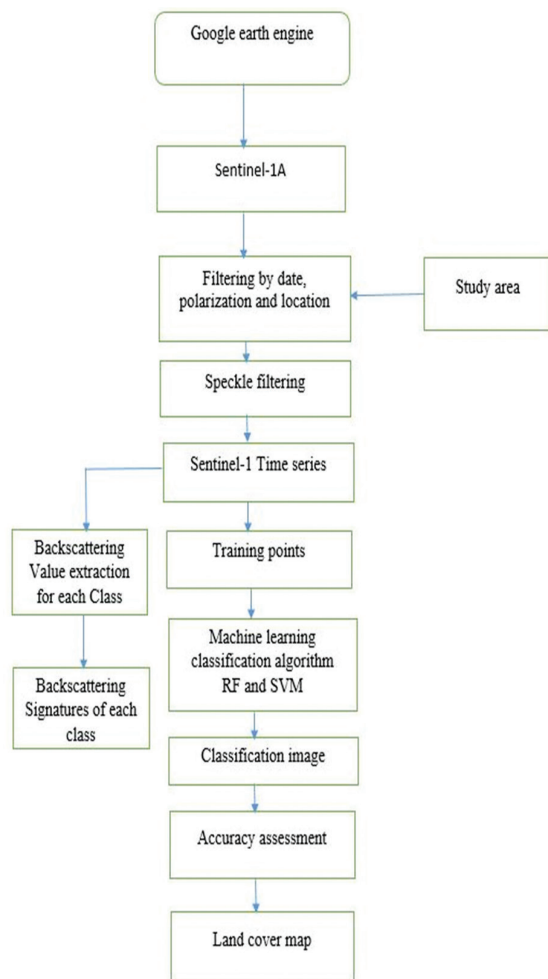 Google earth engine
Sentinel-1A
Filtering by date,
polarization and location
Study area
Speckle filtering
Sentinel-1 Time series
Backscattering
Value extraction
for each Class
Training points
Machine learning
classification algorithm
RF and SVM
Backscattering
Signatures of each
class
Classification image
Accuracy assessment
Land cover map